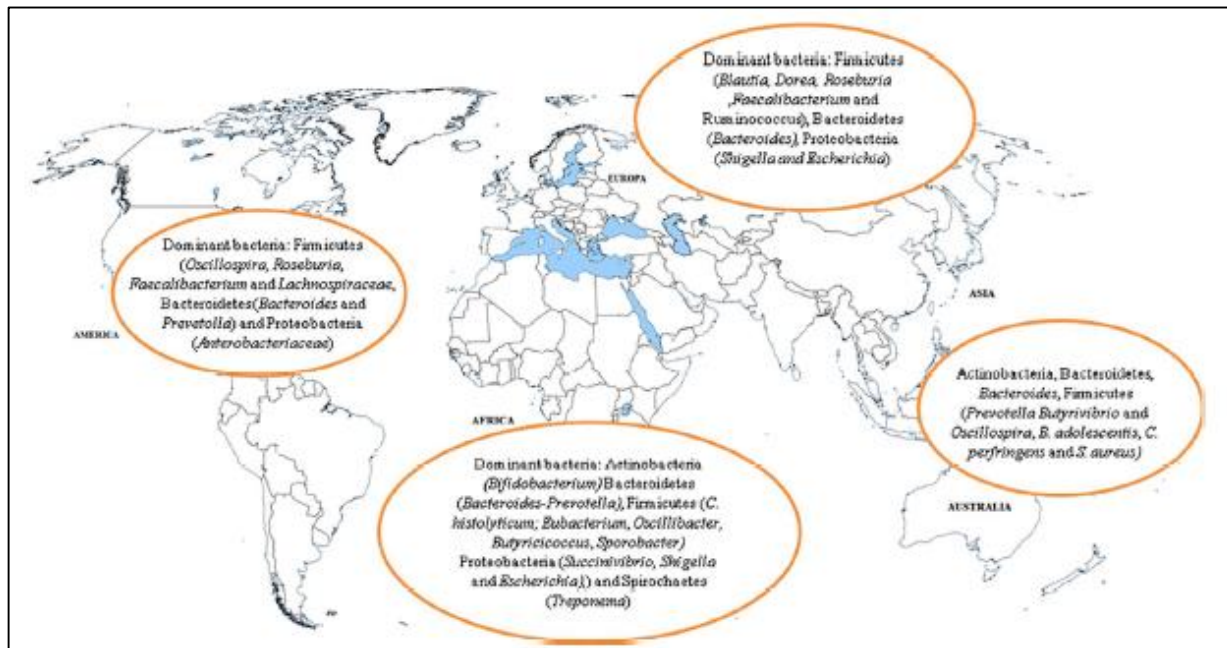 Dominant bacteria: Firmicutes
(Blautia, Dorea, Roseburia
,Faecalibacterium and
Ruminococcus), Bacteroidetes
(Bacteroides), Proteobacteria
(Shigella and Escherichia)
EUROPA
Dominant bacteria: Firmicutes
(Oscillospira, Roseburia,
Faecalibacterium and Lachnospiraceae,
Bacteroidetes(Bacteroides and
Prevetolla) and Proteobacteria
(Anterobacteriaceae)
AMERICA
ASIA
Actinobacteria, Bacteroidetes,
Bacteroides, Firmicutes
(Prevotella Butyrivibrio and
Oscillospira, B. adolescentis, C.
perfringens and S. aureus)
AFRICA
Dominant bacteria: Actinobacteria
(Bifidobacterium) Bacteroidetes
(Bacteroides-Prevotella), Firmicutes (C.
histolyticum; Eubacterium, Oscillibacter,
Butyricicoccus, Sporobacter)
Proteobacteria (Succinivibrio, Shigella
and Escherichia),) and Spirochaetes
(Treponema)
AUSTRALIA